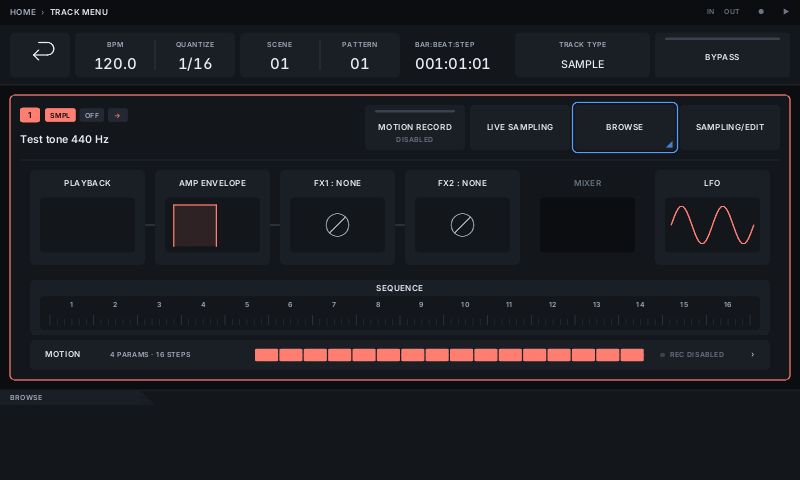 HOME › TRACK MENU
IN OUT
BPM QUANTIZE SCENE PATTERN BAR:BEAT:STEP TRACK TYPE
120.0 1/16 01 01 001:01:01 SAMPLE BYPASS
1 SMPL OFF →
Test tone 440 Hz
MOTION RECORD LIVE SAMPLING BROWSE SAMPLING/EDIT
DISABLED
PLAYBACK AMP ENVELOPE FX1 : NONE FX2 : NONE MIXER LFO
SEQUENCE
1 2 3 4 5 6 7 8 9 10 11 12 13 14 15 16
MOTION 4 PARAMS · 16 STEPS REC DISABLED ›
BROWSE